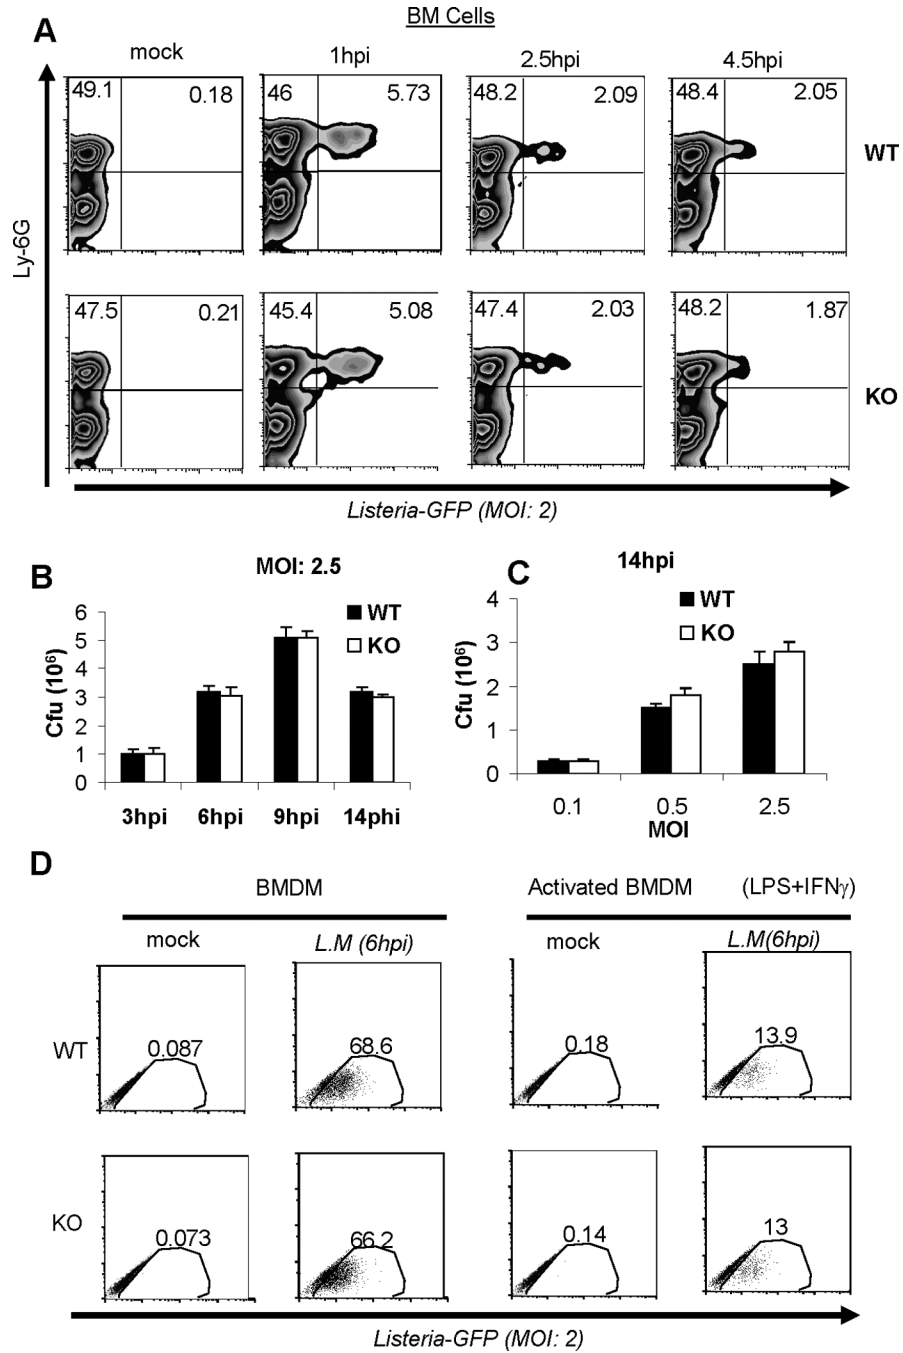 BM Cells
A
mock 1hpi 2.5hpi 4.5hpi
49.1 0.18 46 5.73 48.2 2.09 48.4 2.05
WT
Ly-6G
47.5 0.21 45.4 5.08 47.4 2.03 48.2 1.87
KO
Listeria-GFP (MOI: 2)
B
MOI: 2.5
WT
KO
Cfu (10⁶)
6
5
4
3
2
1
0
3hpi 6hpi 9hpi 14phi
C
14hpi
WT
KO
Cfu (10⁶)
4
3
2
1
0
0.1 0.5 2.5
MOI
D
BMDM Activated BMDM (LPS+IFNγ)
mock L.M (6hpi) mock L.M(6hpi)
WT
0.087 68.6 0.18 13.9
KO
0.073 66.2 0.14 13
Listeria-GFP (MOI: 2)